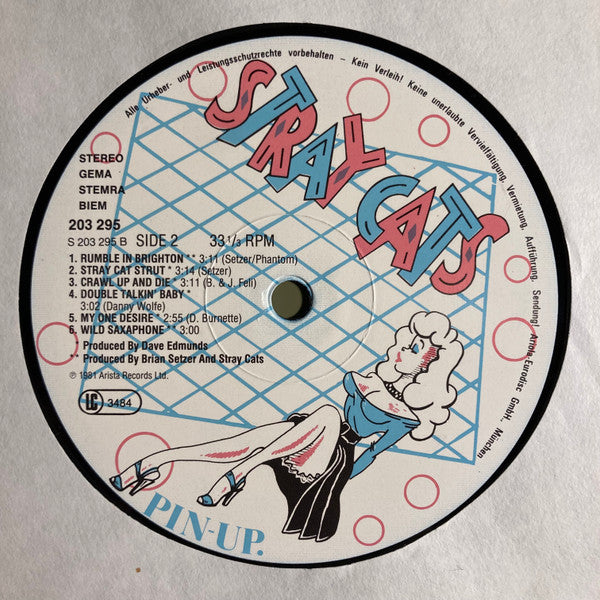 Alle Urheber- und Leistungsschutzrechte vorbehalten – Kein Verleih! Keine unerlaubte Vervielfältigung, Vermietung, Aufführung, Sendung! Arista-Eurodisc GmbH, München
STRAY CATS
STEREO
GEMA
STEMRA
BIEM
203 295
S 203 295 B SIDE 2 33 1/3 RPM
1. RUMBLE IN BRIGHTON** 3:11 (Setzer/Phantom)
2. STRAY CAT STRUT* 3:14 (Setzer)
3. CRAWL UP AND DIE* 3:11 (B. & J. Fell)
4. DOUBLE TALKIN' BABY*
3:02 (Danny Wolfe)
5. MY ONE DESIRE* 2:55 (D. Burnette)
6. WILD SAXAPHONE** 3:00
* Produced By Dave Edmunds
** Produced By Brian Setzer And Stray Cats
℗ 1981 Arista Records Ltd.
LC 3484
PIN-UP.